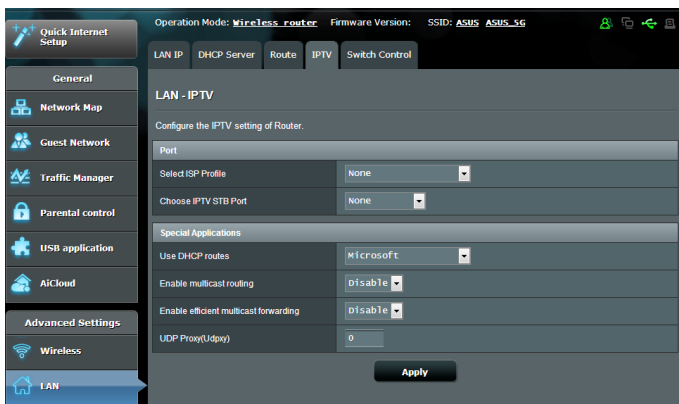 Quick Internet
Setup
Operation Mode: Wireless router Firmware Version: SSID: ASUS ASUS_5G
LAN IP DHCP Server Route IPTV Switch Control
General
Network Map
Guest Network
Traffic Manager
Parental control
USB application
AiCloud
Advanced Settings
Wireless
LAN
LAN - IPTV
Configure the IPTV setting of Router.
Port
Select ISP Profile None
Choose IPTV STB Port None
Special Applications
Use DHCP routes Microsoft
Enable multicast routing Disable
Enable efficient multicast forwarding Disable
UDP Proxy(Udpxy) 0
Apply